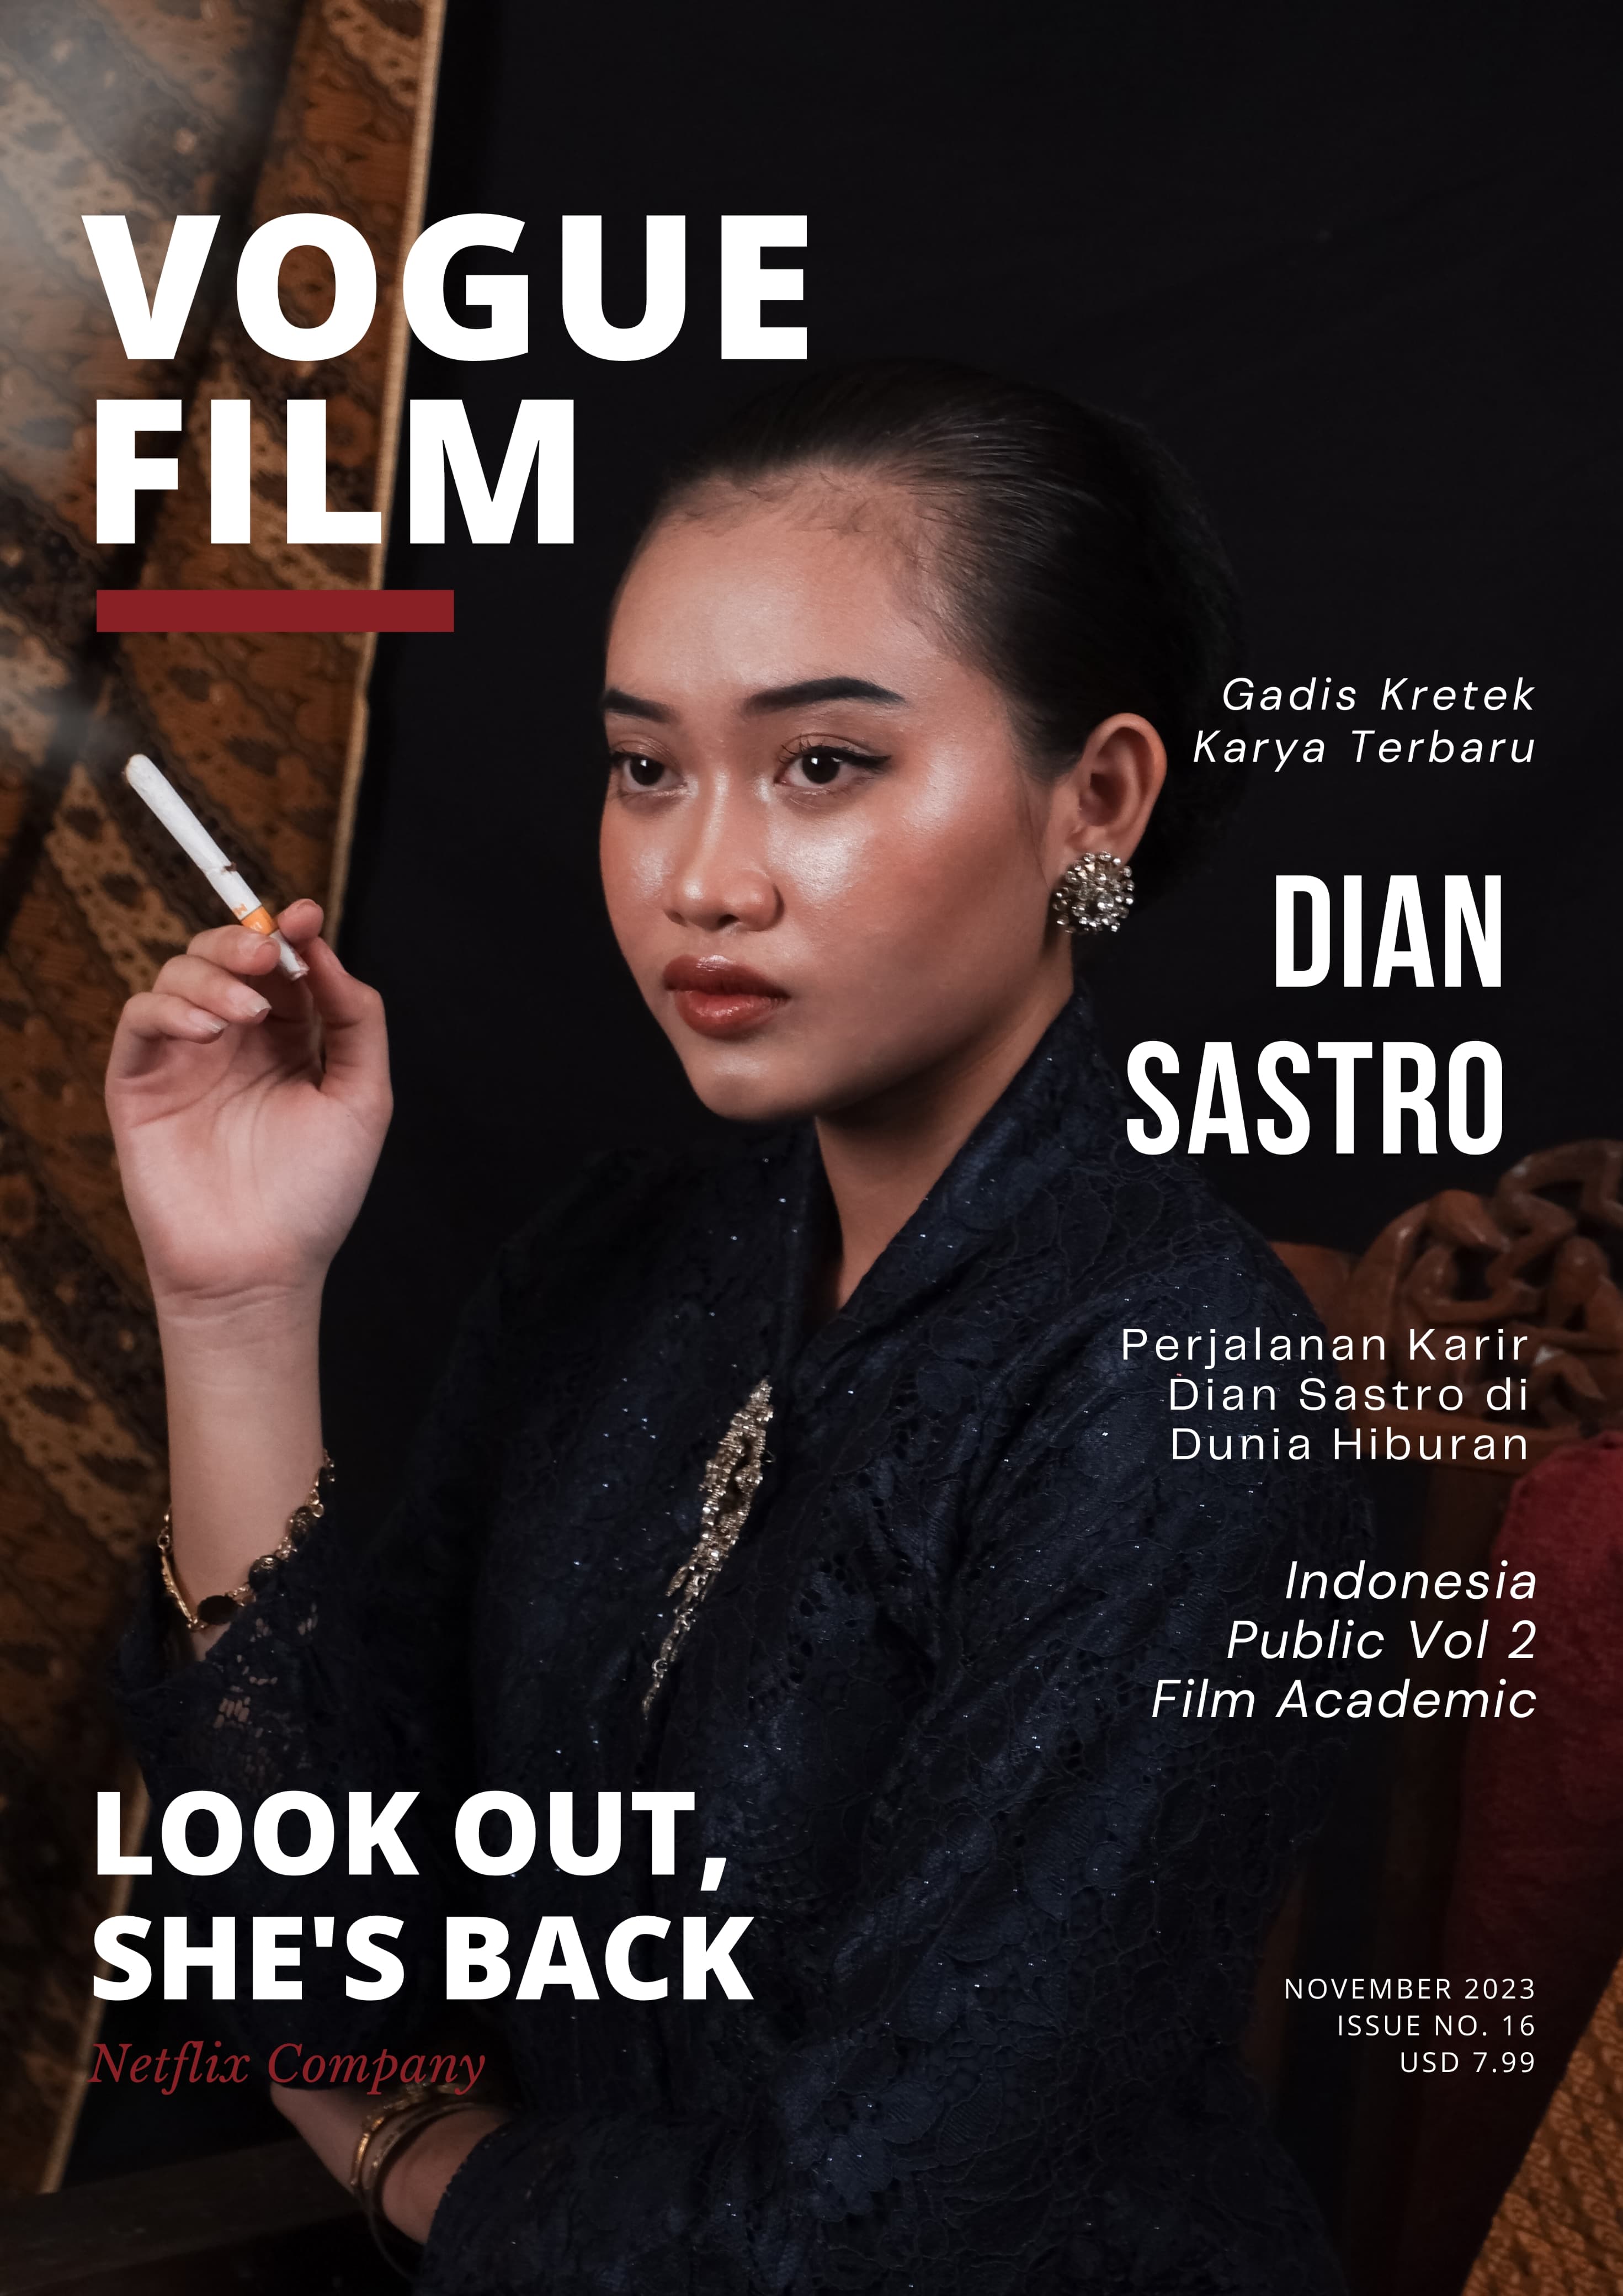 VOGUE
FILM
Gadis Kretek
Karya Terbaru
DIAN
SASTRO
Perjalanan Karir
Dian Sastro di
Dunia Hiburan
Indonesia
Public Vol 2
Film Academic
LOOK OUT,
SHE'S BACK
Netflix Company
NOVEMBER 2023
ISSUE NO. 16
USD 7.99